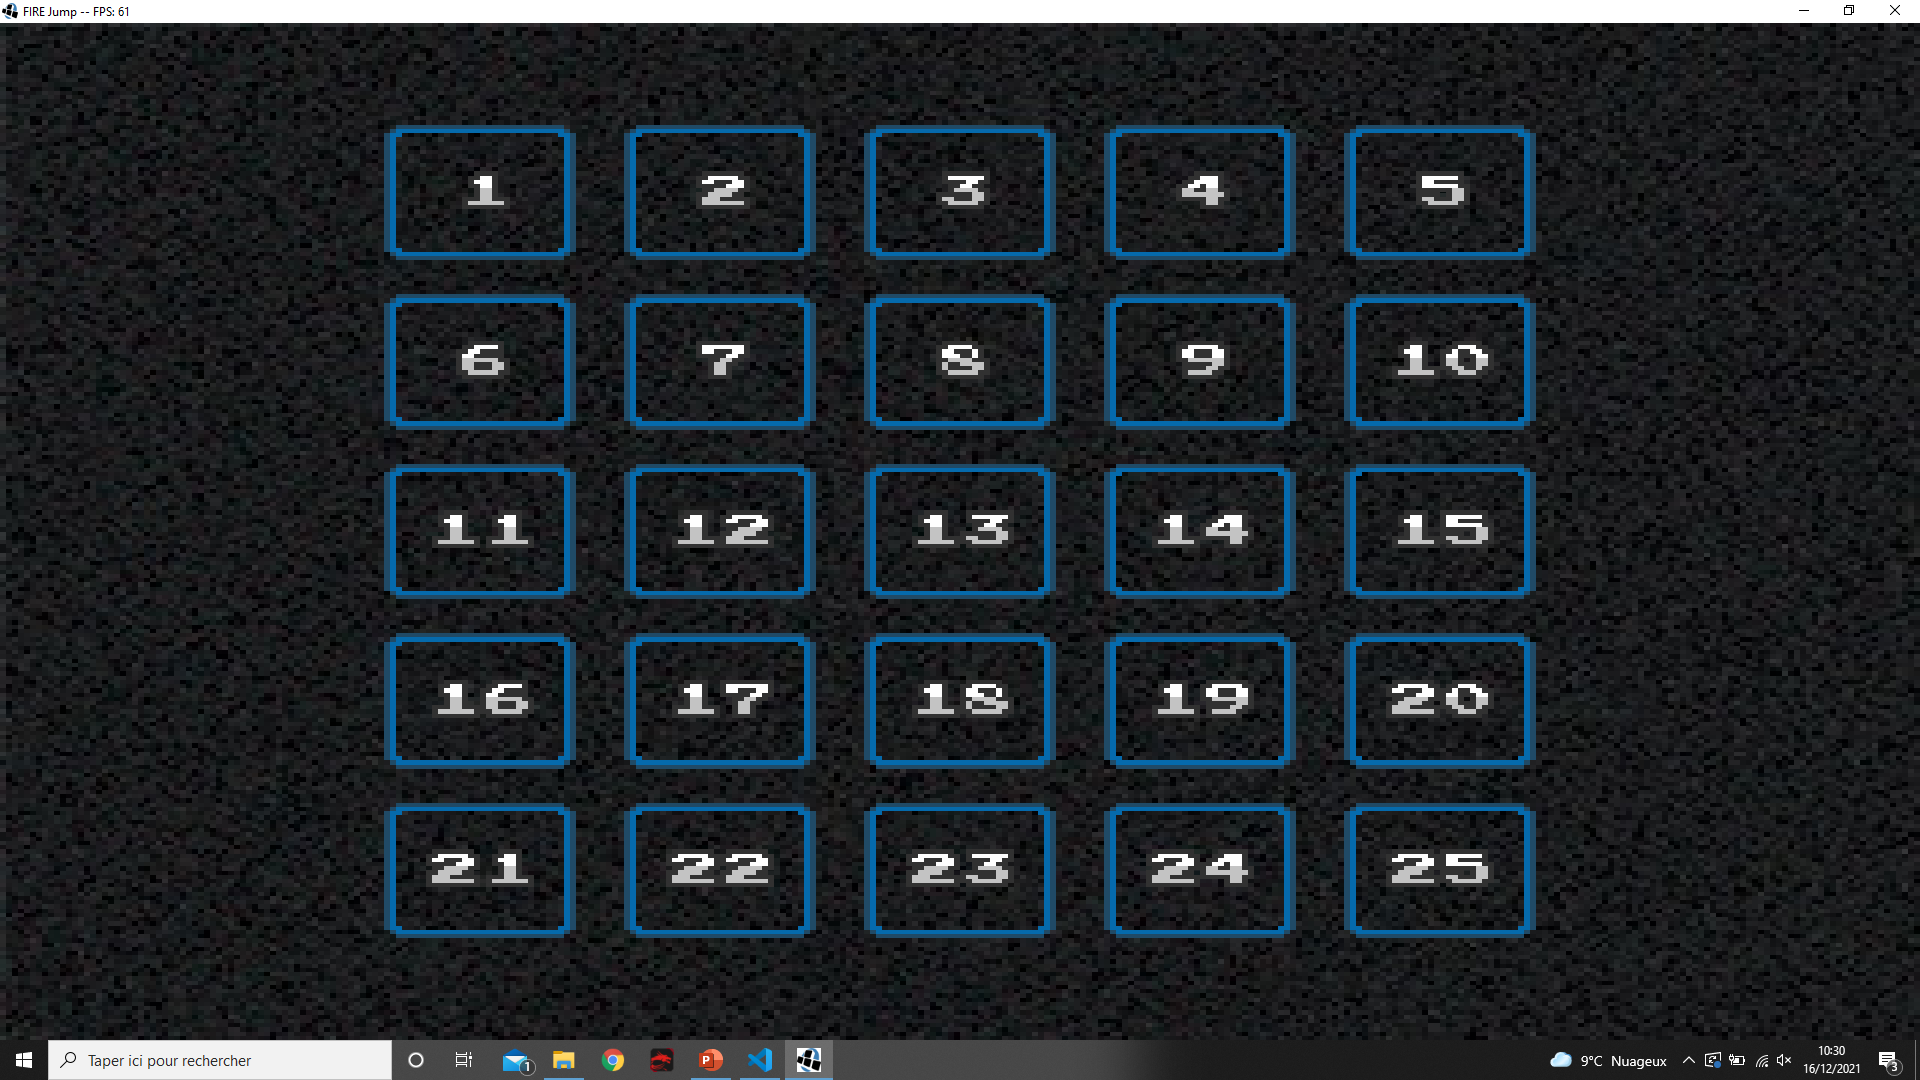 FIRE Jump -- FPS: 61
1 2 3 4 5
6 7 8 9 10
11 12 13 14 15
16 17 18 19 20
21 22 23 24 25
Taper ici pour rechercher
1
P
9°C Nuageux
10:30
16/12/2021
3